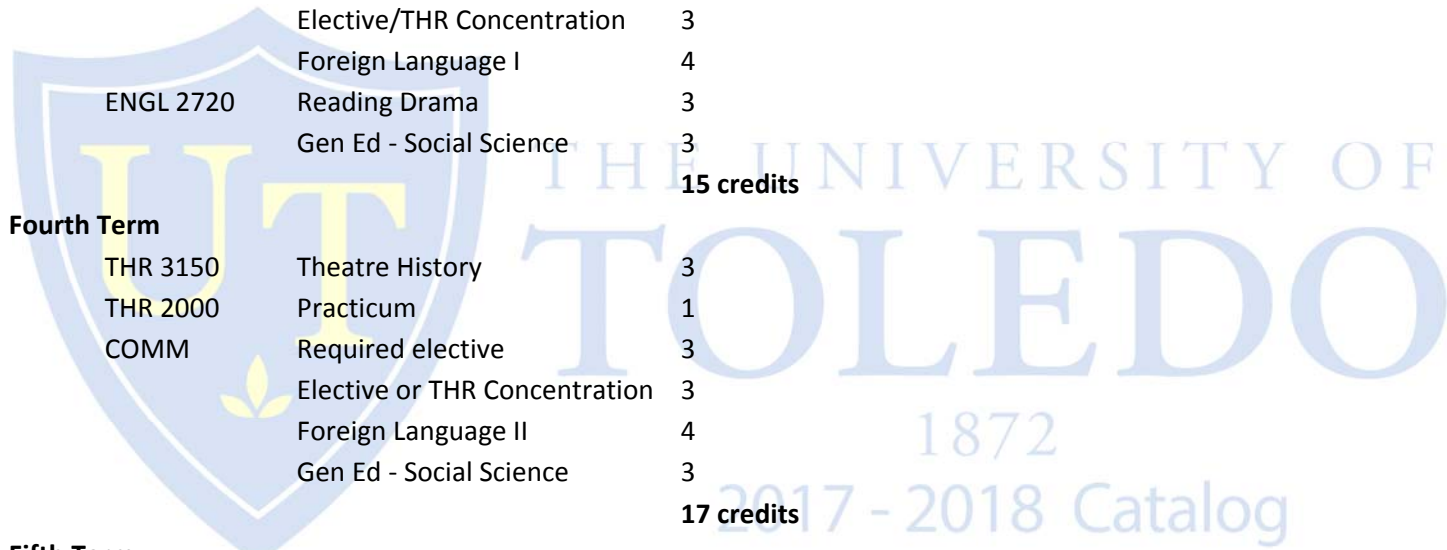 Elective/THR Concentration 3
Foreign Language I 4
ENGL 2720 Reading Drama 3
Gen Ed - Social Science 3
15 credits
Fourth Term
THR 3150 Theatre History 3
THR 2000 Practicum 1
COMM Required elective 3
Elective or THR Concentration 3
Foreign Language II 4
Gen Ed - Social Science 3
17 credits
Fifth Term
UT
THE UNIVERSITY OF
TOLEDO
1872
2017 - 2018 Catalog